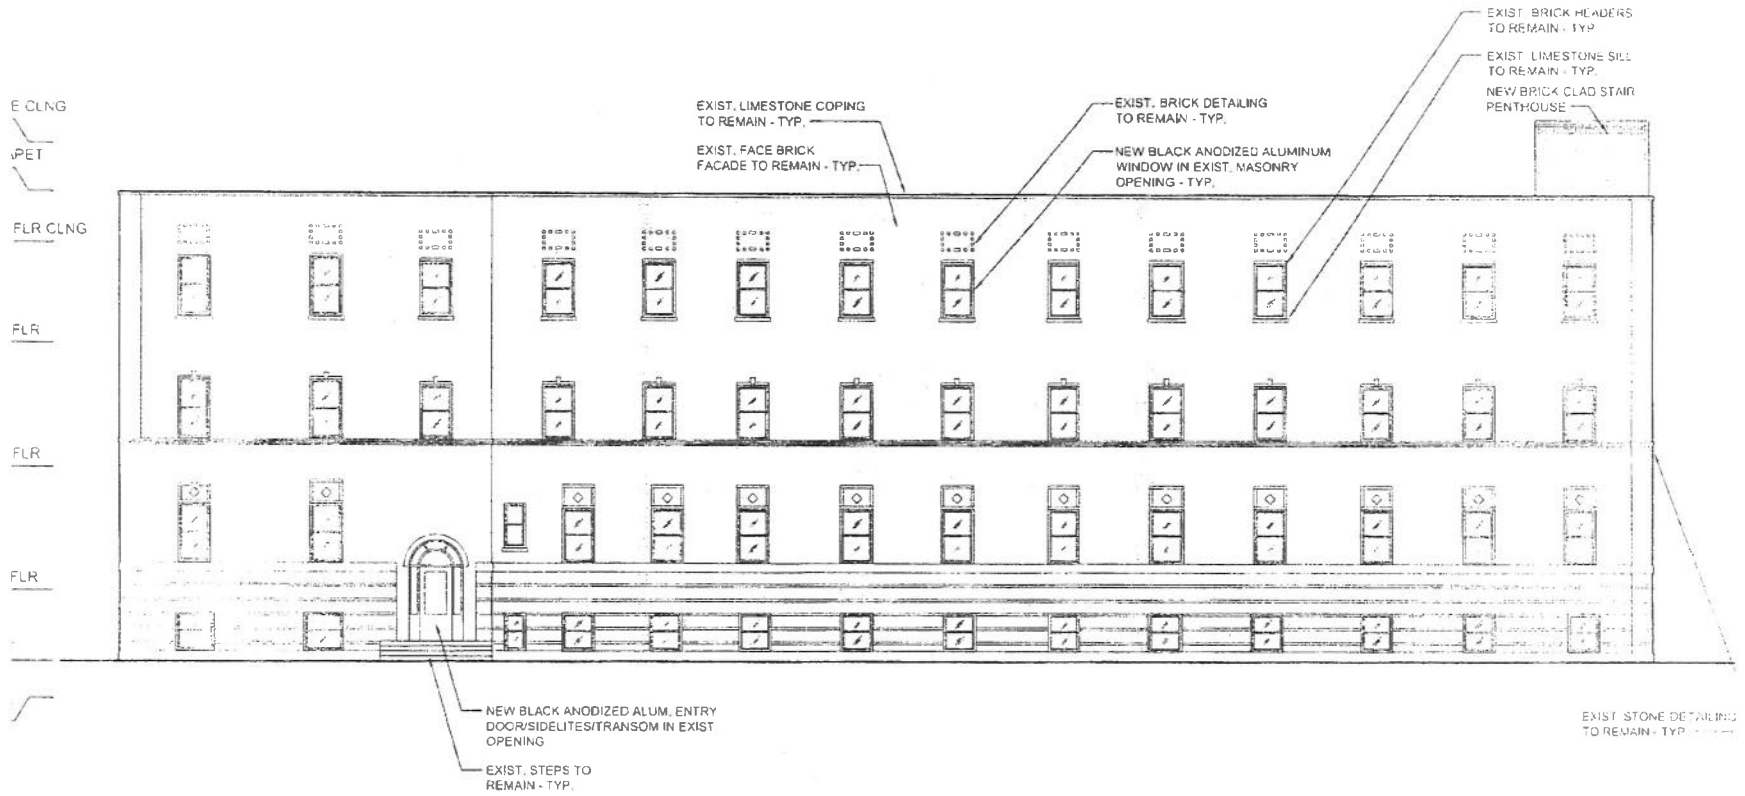 EXIST. BRICK HEADERS
TO REMAIN - TYP.
EXIST. LIMESTONE SILL
TO REMAIN - TYP.
NEW BRICK CLAD STAIR
PENTHOUSE
E CLNG
EXIST. LIMESTONE COPING
TO REMAIN - TYP.
EXIST. BRICK DETAILING
TO REMAIN - TYP.
PET
EXIST. FACE BRICK
FACADE TO REMAIN - TYP.
NEW BLACK ANODIZED ALUMINUM
WINDOW IN EXIST. MASONRY
OPENING - TYP.
FLR CLNG
FLR
FLR
FLR
NEW BLACK ANODIZED ALUM. ENTRY
DOOR/SIDELITES/TRANSOM IN EXIST
OPENING
EXIST. STEPS TO
REMAIN - TYP.
EXIST. STONE DETAILING
TO REMAIN - TYP.